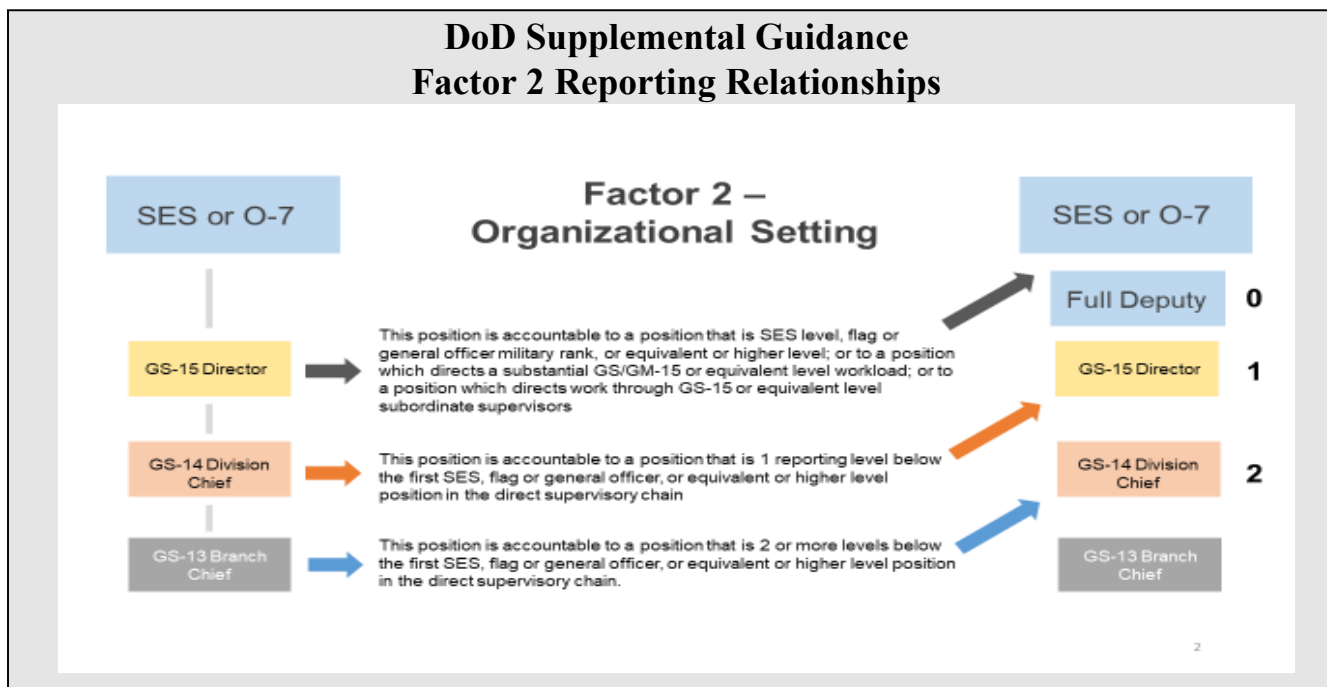 DoD Supplemental Guidance
Factor 2 Reporting Relationships
SES or O-7
Factor 2 –
Organizational Setting
SES or O-7
Full Deputy 0
GS-15 Director
This position is accountable to a position that is SES level, flag or
general officer military rank, or equivalent or higher level; or to a position
which directs a substantial GS/GM-15 or equivalent level workload; or to
a position which directs work through GS-15 or equivalent level
subordinate supervisors
GS-15 Director 1
GS-14 Division
Chief
This position is accountable to a position that is 1 reporting level below
the first SES, flag or general officer, or equivalent or higher level
position in the direct supervisory chain
GS-14 Division
Chief
2
GS-13 Branch
Chief
This position is accountable to a position that is 2 or more levels below
the first SES, flag or general officer, or equivalent or higher level position
in the direct supervisory chain.
GS-13 Branch
Chief
2